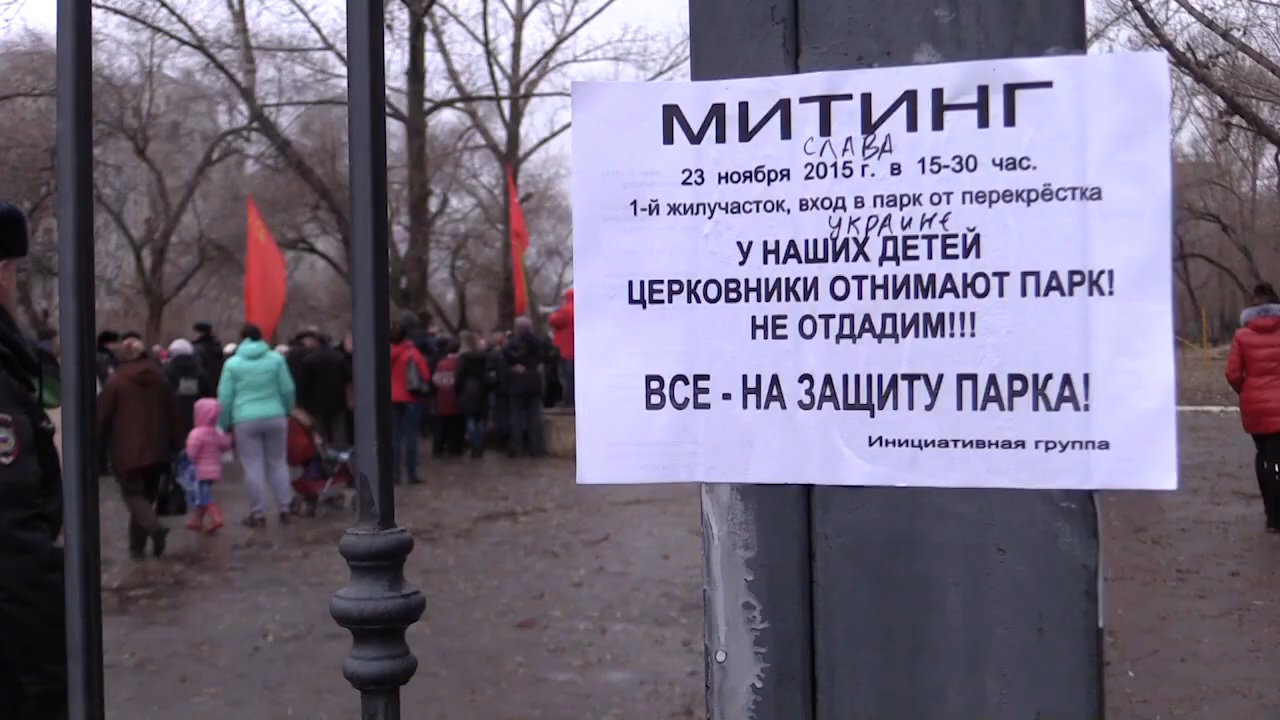 МИТИНГ
СЛАВА
23 ноября 2015 г. в 15-30 час.
1-й жилучасток, вход в парк от перекрёстка
УКРАИНЕ
У НАШИХ ДЕТЕЙ
ЦЕРКОВНИКИ ОТНИМАЮТ ПАРК!
НЕ ОТДАДИМ!!!
ВСЕ - НА ЗАЩИТУ ПАРКА!
Инициативная группа